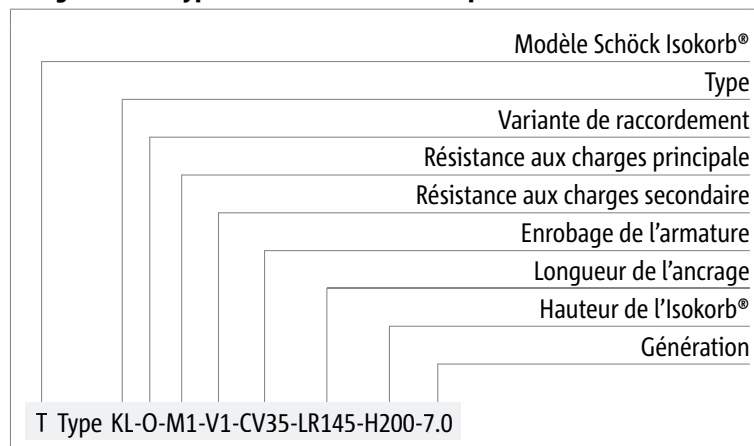 Modèle Schöck Isokorb®
Type
Variante de raccordement
Résistance aux charges principale
Résistance aux charges secondaire
Enrobage de l’armature
Longueur de l’ancrage
Hauteur de l’Isokorb®
Génération
T Type KL-O-M1-V1-CV35-LR145-H200-7.0